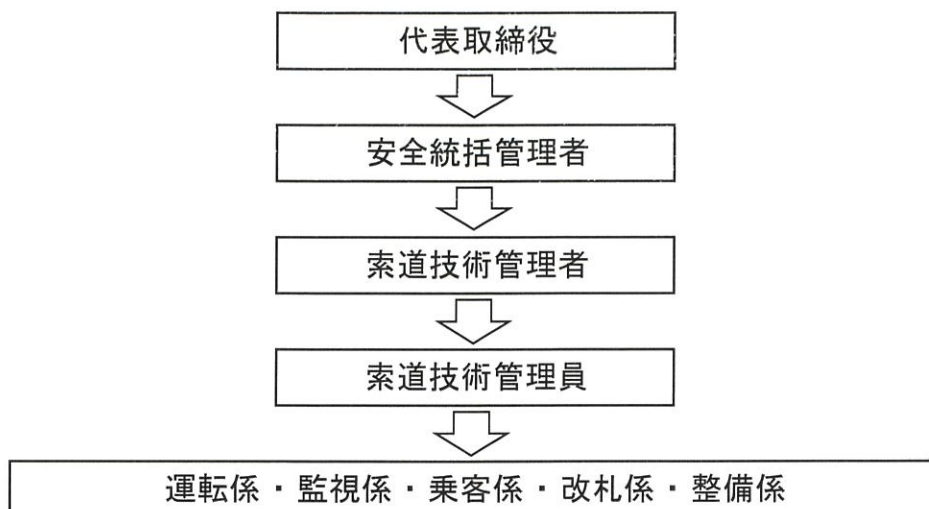 代表取締役
安全統括管理者
索道技術管理者
索道技術管理員
運転係・監視係・乗客係・改札係・整備係